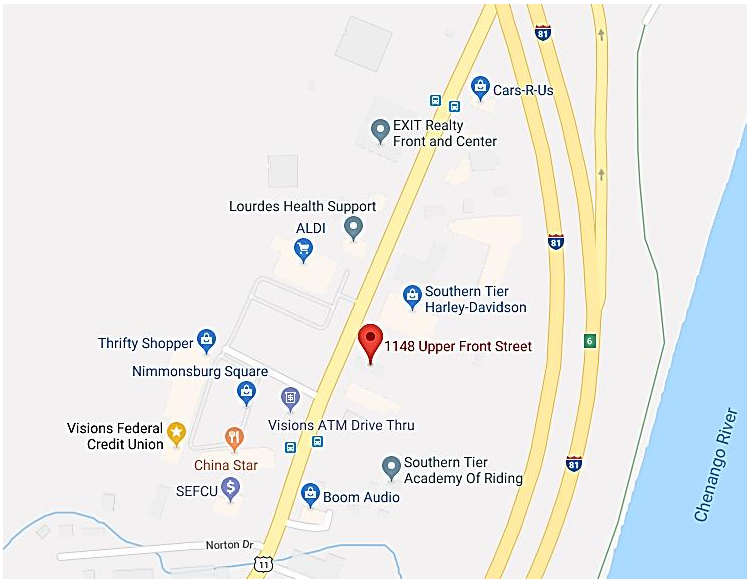 81
Cars-R-Us
EXIT Realty
Front and Center
Lourdes Health Support
ALDI
81
Southern Tier
Harley-Davidson
Thrifty Shopper
1148 Upper Front Street
6
Nimmonsburg Square
Visions ATM Drive Thru
Visions Federal
Credit Union
China Star
Southern Tier
Academy Of Riding
81
SEFCU
$
Boom Audio
Chenango River
Norton Dr
11